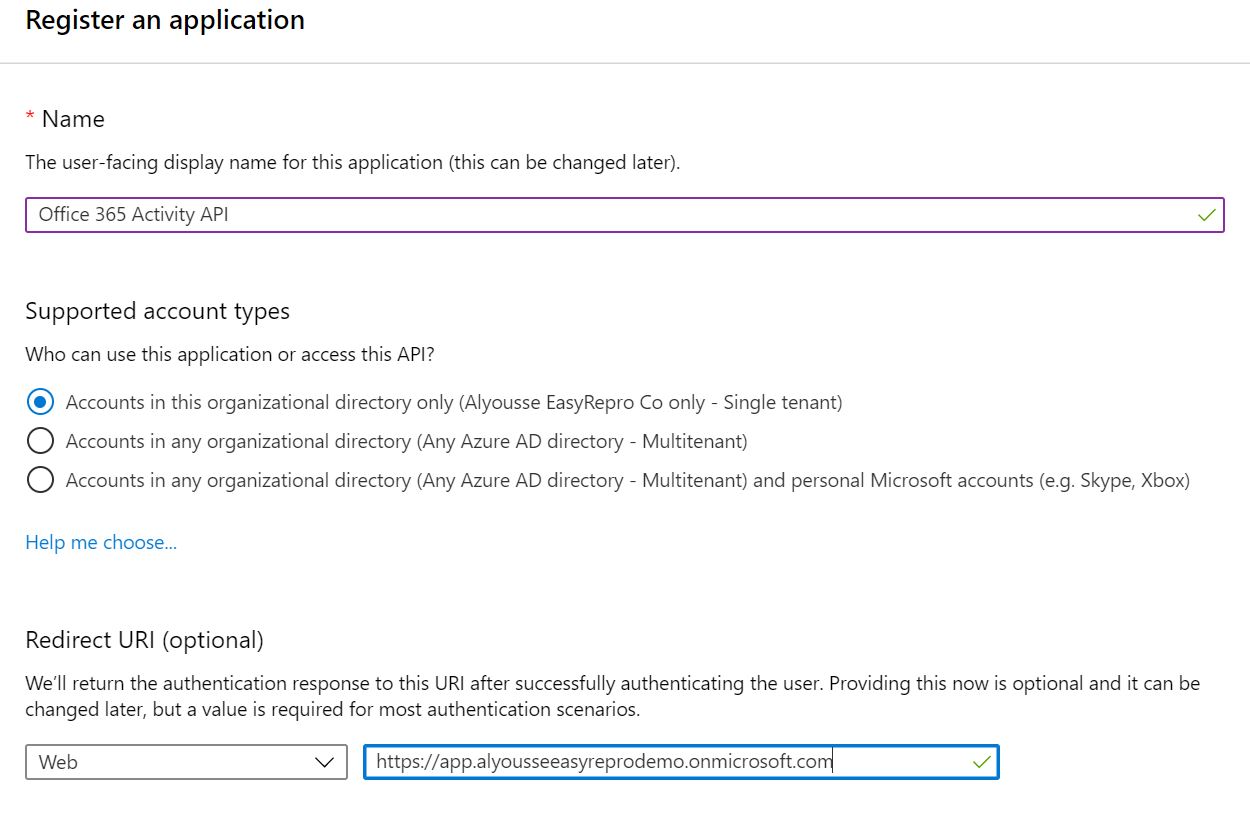 Register an application
* Name
The user-facing display name for this application (this can be changed later).
Office 365 Activity API
Supported account types
Who can use this application or access this API?
Accounts in this organizational directory only (Alyousse EasyRepro Co only - Single tenant)
Accounts in any organizational directory (Any Azure AD directory - Multitenant)
Accounts in any organizational directory (Any Azure AD directory - Multitenant) and personal Microsoft accounts (e.g. Skype, Xbox)
Help me choose...
Redirect URI (optional)
We'll return the authentication response to this URI after successfully authenticating the user. Providing this now is optional and it can be
changed later, but a value is required for most authentication scenarios.
Web
https://app.alyousseeasyreprodemo.onmicrosoft.com